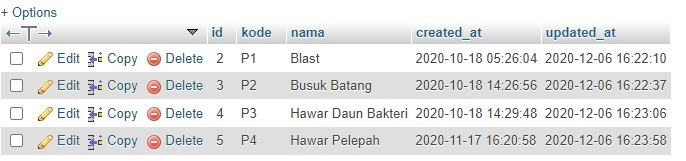 + Options
←T→ id kode nama created_at updated_at
Edit Copy Delete 2 P1 Blast 2020-10-18 05:26:04 2020-12-06 16:22:10
Edit Copy Delete 3 P2 Busuk Batang 2020-10-18 14:26:56 2020-12-06 16:22:37
Edit Copy Delete 4 P3 Hawar Daun Bakteri 2020-10-18 14:29:48 2020-12-06 16:23:06
Edit Copy Delete 5 P4 Hawar Pelepah 2020-11-17 16:20:58 2020-12-06 16:23:58